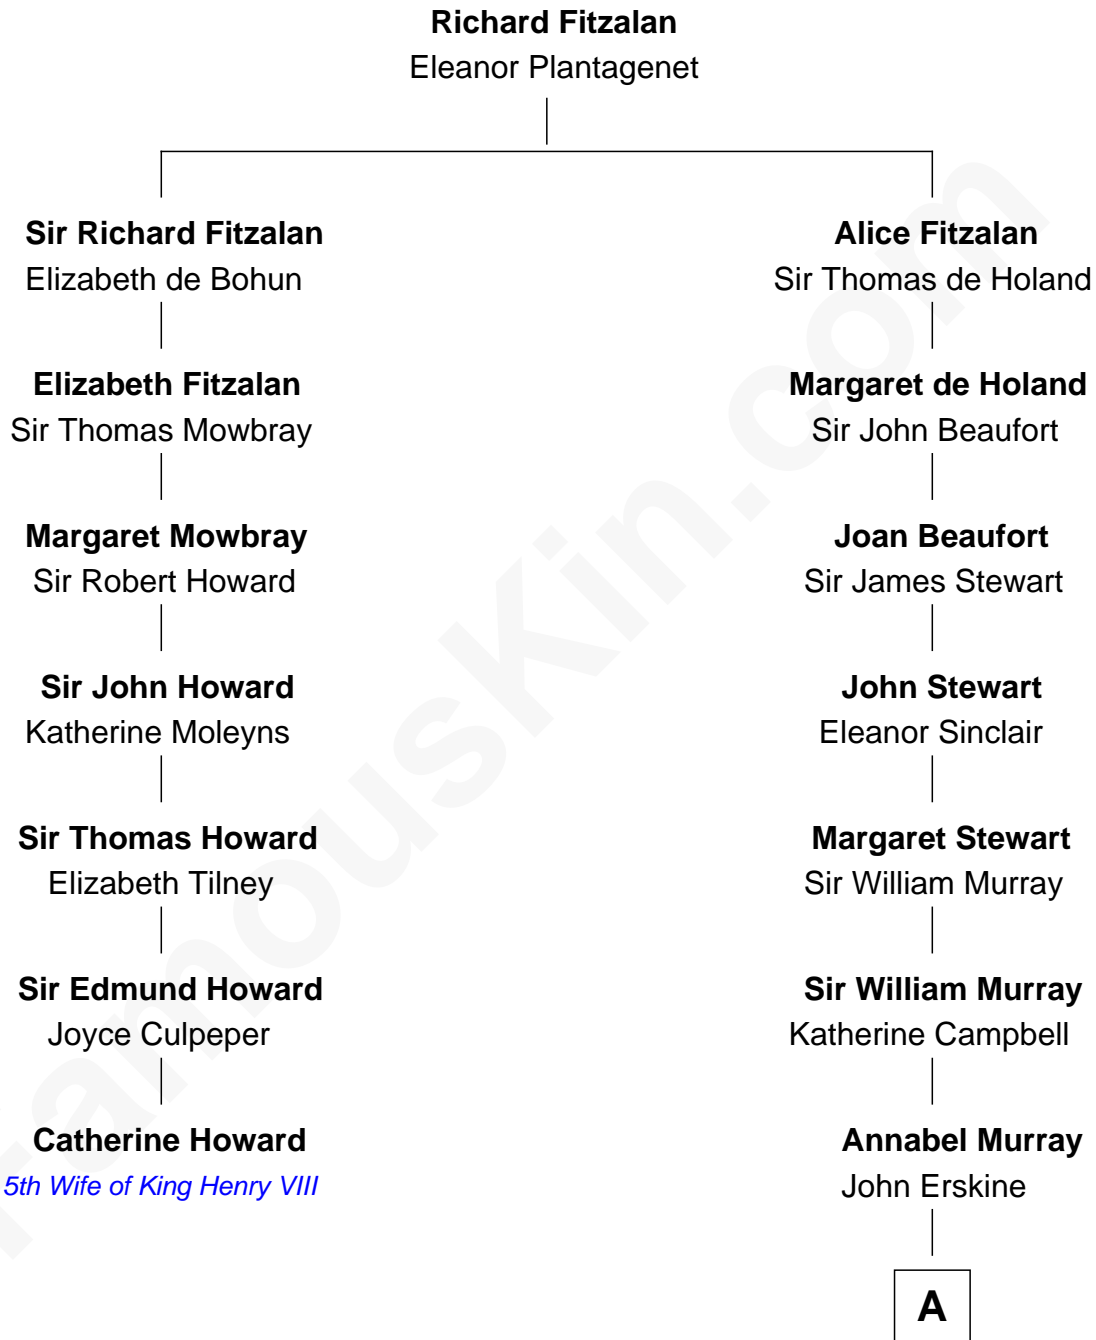 Richard Fitzalan
Eleanor Plantagenet
Sir Richard Fitzalan
Elizabeth de Bohun
Alice Fitzalan
Sir Thomas de Holand
Elizabeth Fitzalan
Sir Thomas Mowbray
Margaret de Holand
Sir John Beaufort
Margaret Mowbray
Sir Robert Howard
Joan Beaufort
Sir James Stewart
Sir John Howard
Katherine Moleyns
John Stewart
Eleanor Sinclair
Sir Thomas Howard
Elizabeth Tilney
Margaret Stewart
Sir William Murray
Sir Edmund Howard
Joyce Culpeper
Sir William Murray
Katherine Campbell
Catherine Howard
5th Wife of King Henry VIII
Annabel Murray
John Erskine
A
FamousKin.com